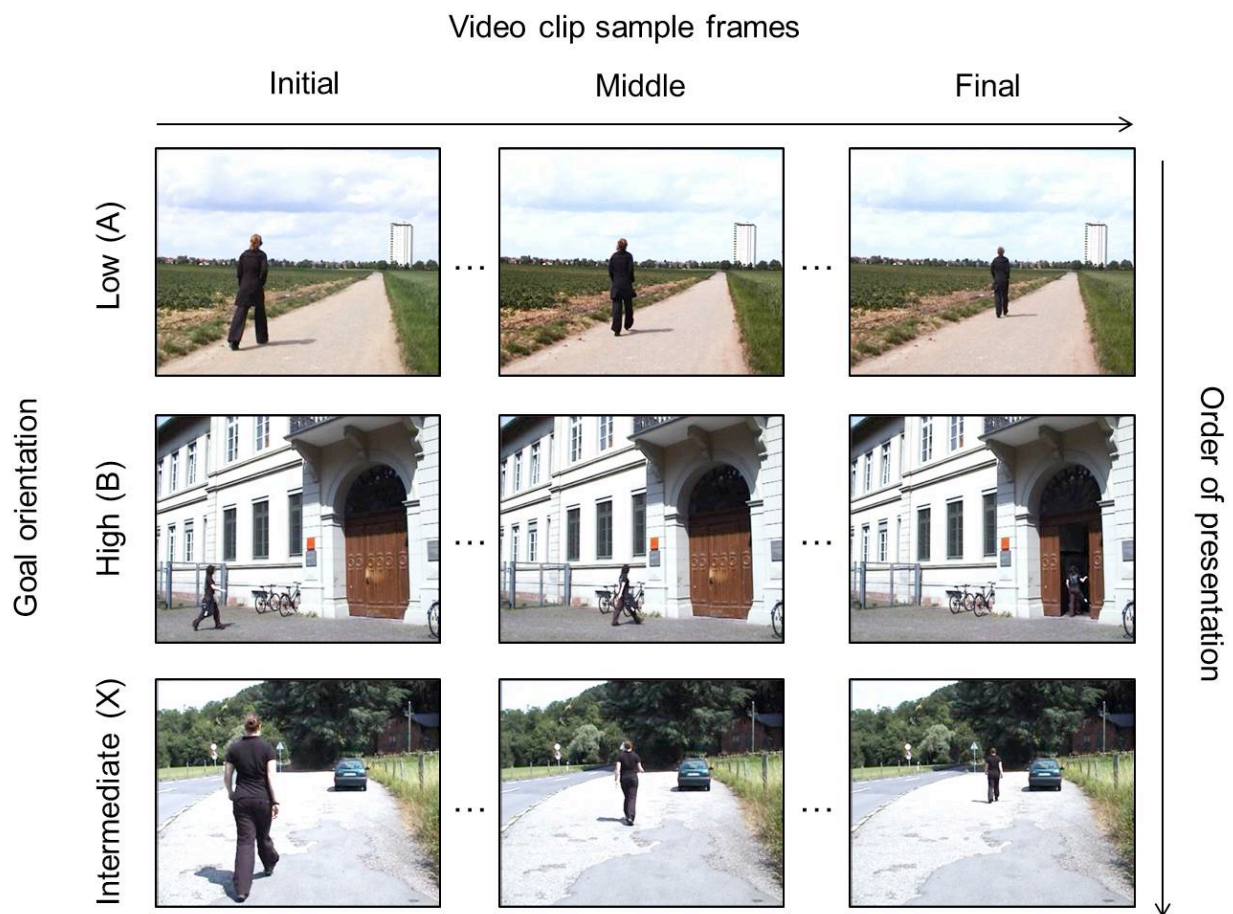 Video clip sample frames
Initial
Middle
Final
Goal orientation
Low (A)
...
...
High (B)
...
...
Intermediate (X)
...
...
Order of presentation